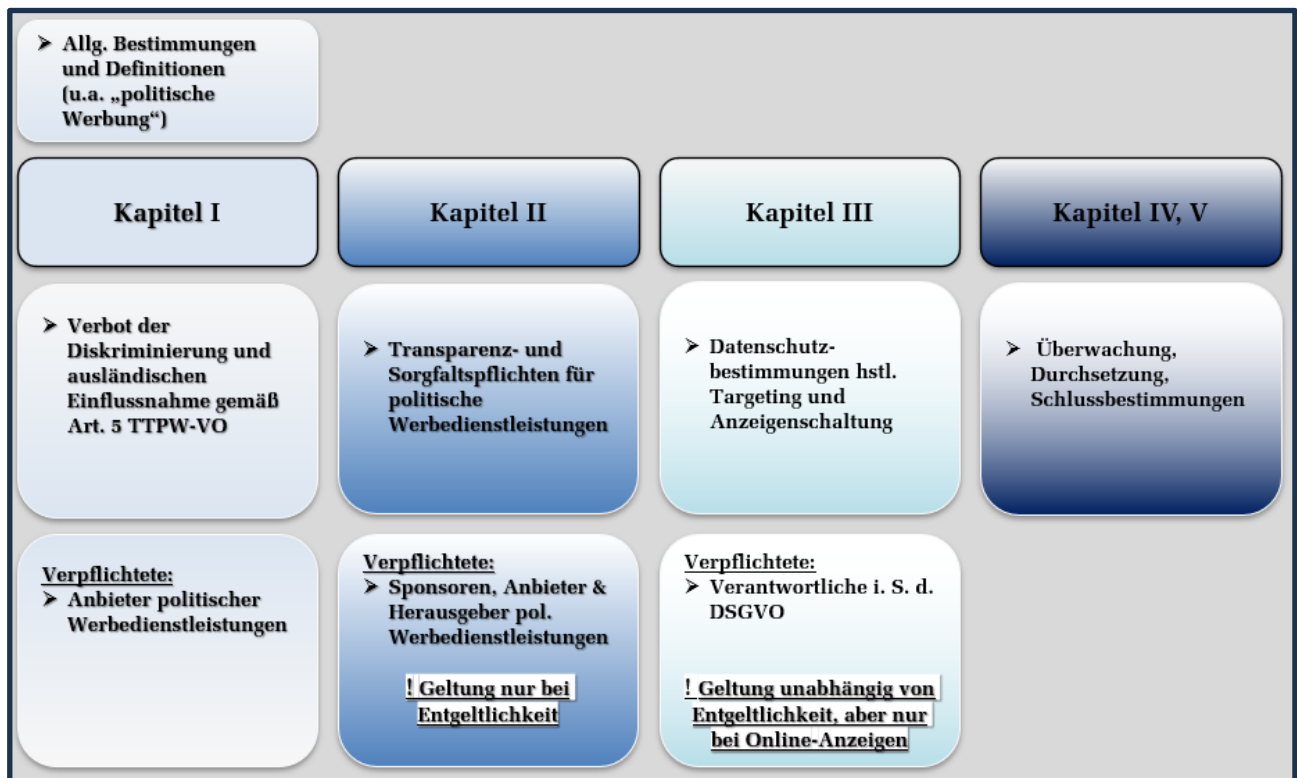 ➢ Allg. Bestimmungen
und Definitionen
(u.a. „politische
Werbung“)
Kapitel I
Kapitel II
Kapitel III
Kapitel IV, V
➢ Verbot der
Diskriminierung und
ausländischen
Einflussnahme gemäß
Art. 5 TTPW-VO
➢ Transparenz- und
Sorgfaltspflichten für
politische
Werbedienstleistungen
➢ Datenschutz-
bestimmungen hstl.
Targeting und
Anzeigenschaltung
➢ Überwachung,
Durchsetzung,
Schlussbestimmungen
Verpflichtete:
➢ Anbieter politischer
Werbedienstleistungen
Verpflichtete:
➢ Sponsoren, Anbieter &
Herausgeber pol.
Werbedienstleistungen
! Geltung nur bei
Entgeltlichkeit
Verpflichtete:
➢ Verantwortliche i. S. d.
DSGVO
! Geltung unabhängig von
Entgeltlichkeit, aber nur
bei Online-Anzeigen